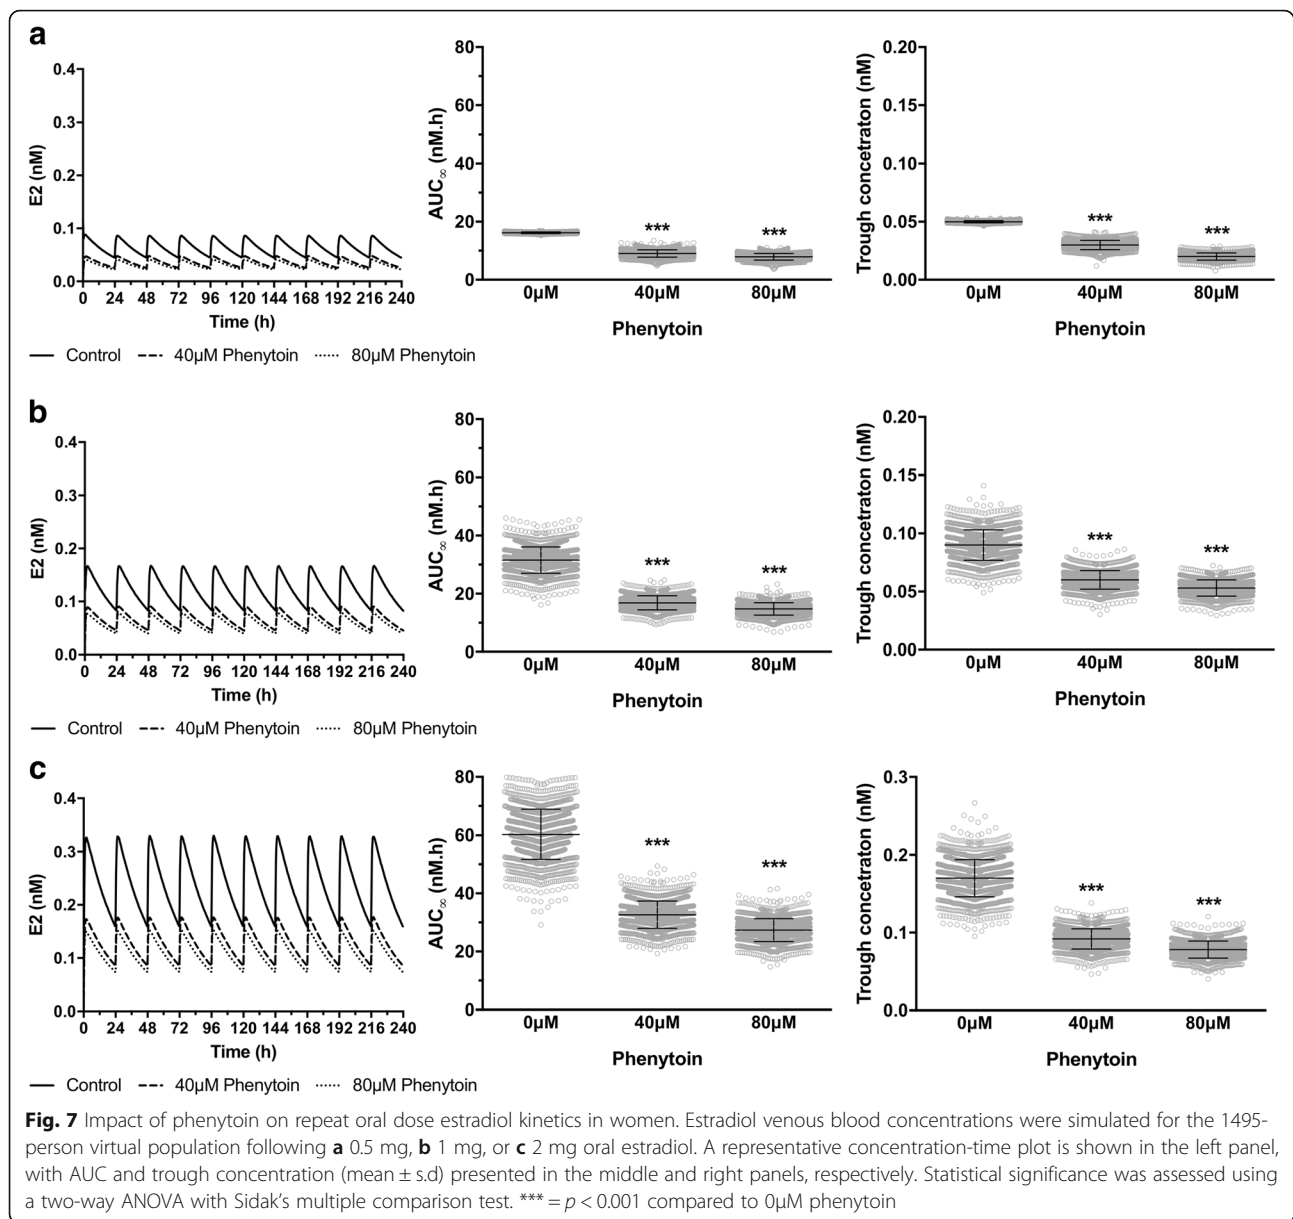 a
0.4
0.3
0.2
0.1
0.0
E2 (nM)
0 24 48 72 96 120 144 168 192 216 240
Time (h)
Control 40µM Phenytoin 80µM Phenytoin
80
60
40
20
0
AUC∞ (nM.h)
*** ***
0µM 40µM 80µM
Phenytoin
0.20
0.15
0.10
0.05
0.00
Trough concetraton (nM)
*** ***
0µM 40µM 80µM
Phenytoin
b
0.4
0.3
0.2
0.1
0.0
E2 (nM)
0 24 48 72 96 120 144 168 192 216 240
Time (h)
Control 40µM Phenytoin 80µM Phenytoin
80
60
40
20
0
AUC∞ (nM.h)
*** ***
0µM 40µM 80µM
Phenytoin
0.20
0.15
0.10
0.05
0.00
Trough concetraton (nM)
*** ***
0µM 40µM 80µM
Phenytoin
c
0.4
0.3
0.2
0.1
0.0
E2 (nM)
0 24 48 72 96 120 144 168 192 216 240
Time (h)
Control 40µM Phenytoin 80µM Phenytoin
80
60
40
20
0
AUC∞ (nM.h)
*** ***
0µM 40µM 80µM
Phenytoin
0.3
0.2
0.1
0.0
Trough concetraton (nM)
*** ***
0µM 40µM 80µM
Phenytoin
Fig. 7 Impact of phenytoin on repeat oral dose estradiol kinetics in women. Estradiol venous blood concentrations were simulated for the 1495-
person virtual population following a 0.5 mg, b 1 mg, or c 2 mg oral estradiol. A representative concentration-time plot is shown in the left panel,
with AUC and trough concentration (mean ± s.d) presented in the middle and right panels, respectively. Statistical significance was assessed using
a two-way ANOVA with Sidak's multiple comparison test. *** = p < 0.001 compared to 0µM phenytoin